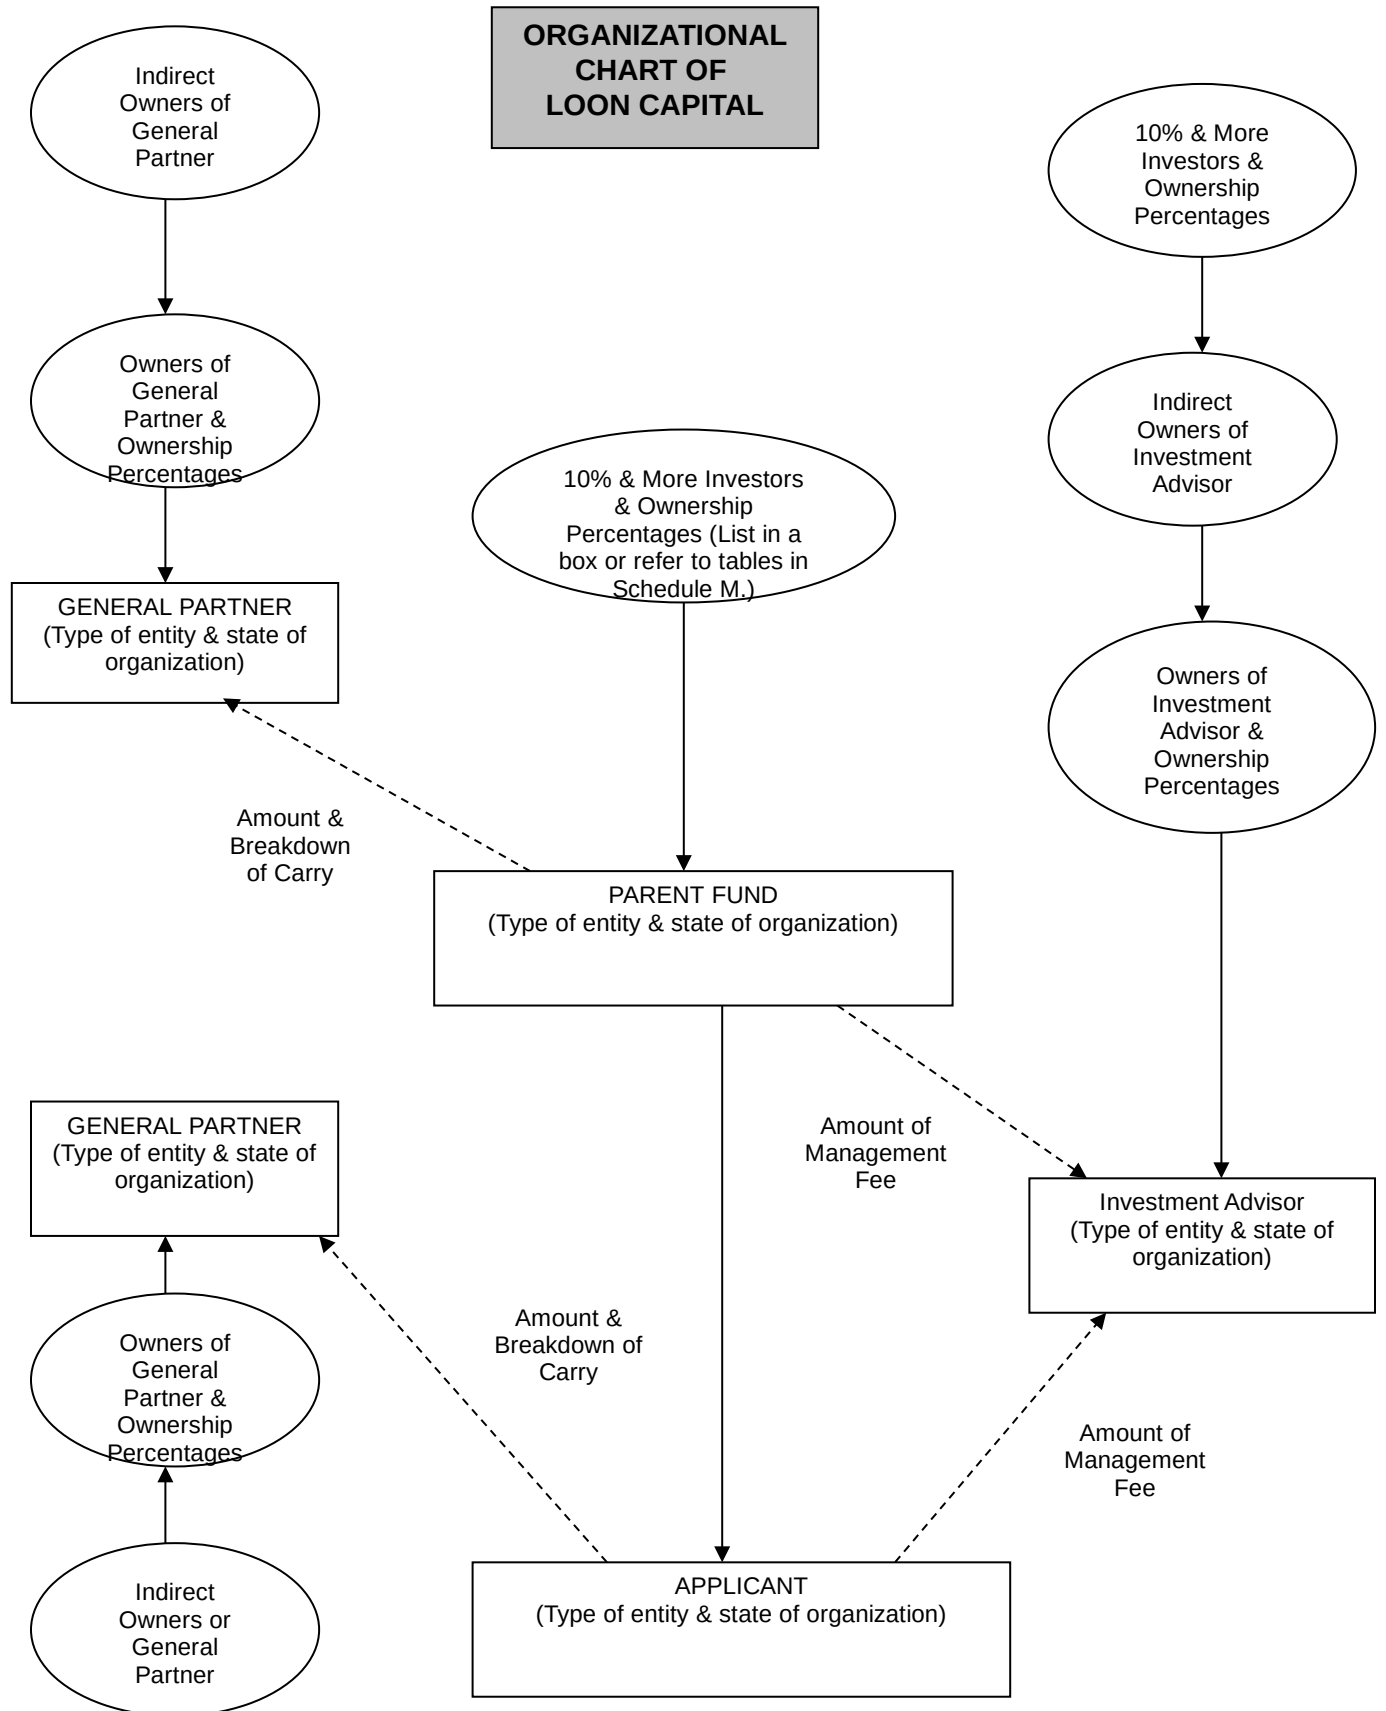 ORGANIZATIONAL
CHART OF
LOON CAPITAL
Indirect
Owners of
General
Partner
10% & More
Investors &
Ownership
Percentages
Owners of
General
Partner &
Ownership
Percentages
Indirect
Owners of
Investment
Advisor
10% & More Investors
& Ownership
Percentages (List in a
box or refer to tables in
Schedule M.)
GENERAL PARTNER
(Type of entity & state of
organization)
Owners of
Investment
Advisor &
Ownership
Percentages
Amount &
Breakdown
of Carry
PARENT FUND
(Type of entity & state of organization)
GENERAL PARTNER
(Type of entity & state of
organization)
Amount of
Management
Fee
Investment Advisor
(Type of entity & state of
organization)
Amount &
Breakdown of
Carry
Owners of
General
Partner &
Ownership
Percentages
Amount of
Management
Fee
Indirect
Owners or
General
Partner
APPLICANT
(Type of entity & state of organization)